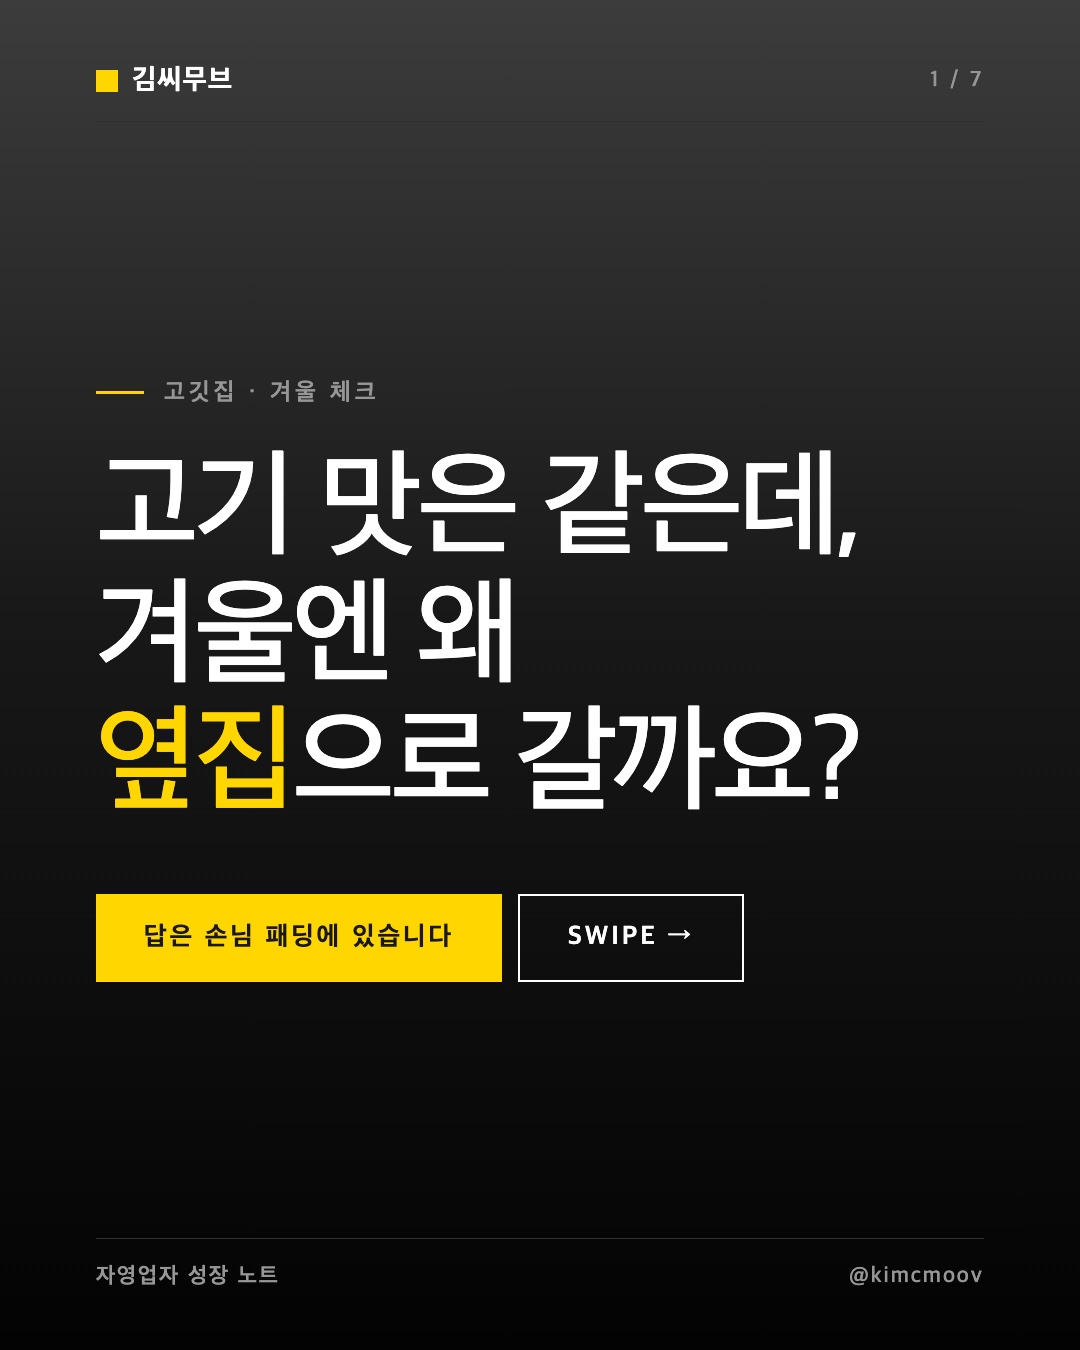 김씨무브
1 / 7
고깃집 · 겨울 체크
고기 맛은 같은데,
겨울엔 왜
옆집으로 갈까요?
답은 손님 패딩에 있습니다
SWIPE →
자영업자 성장 노트
@kimcmoov